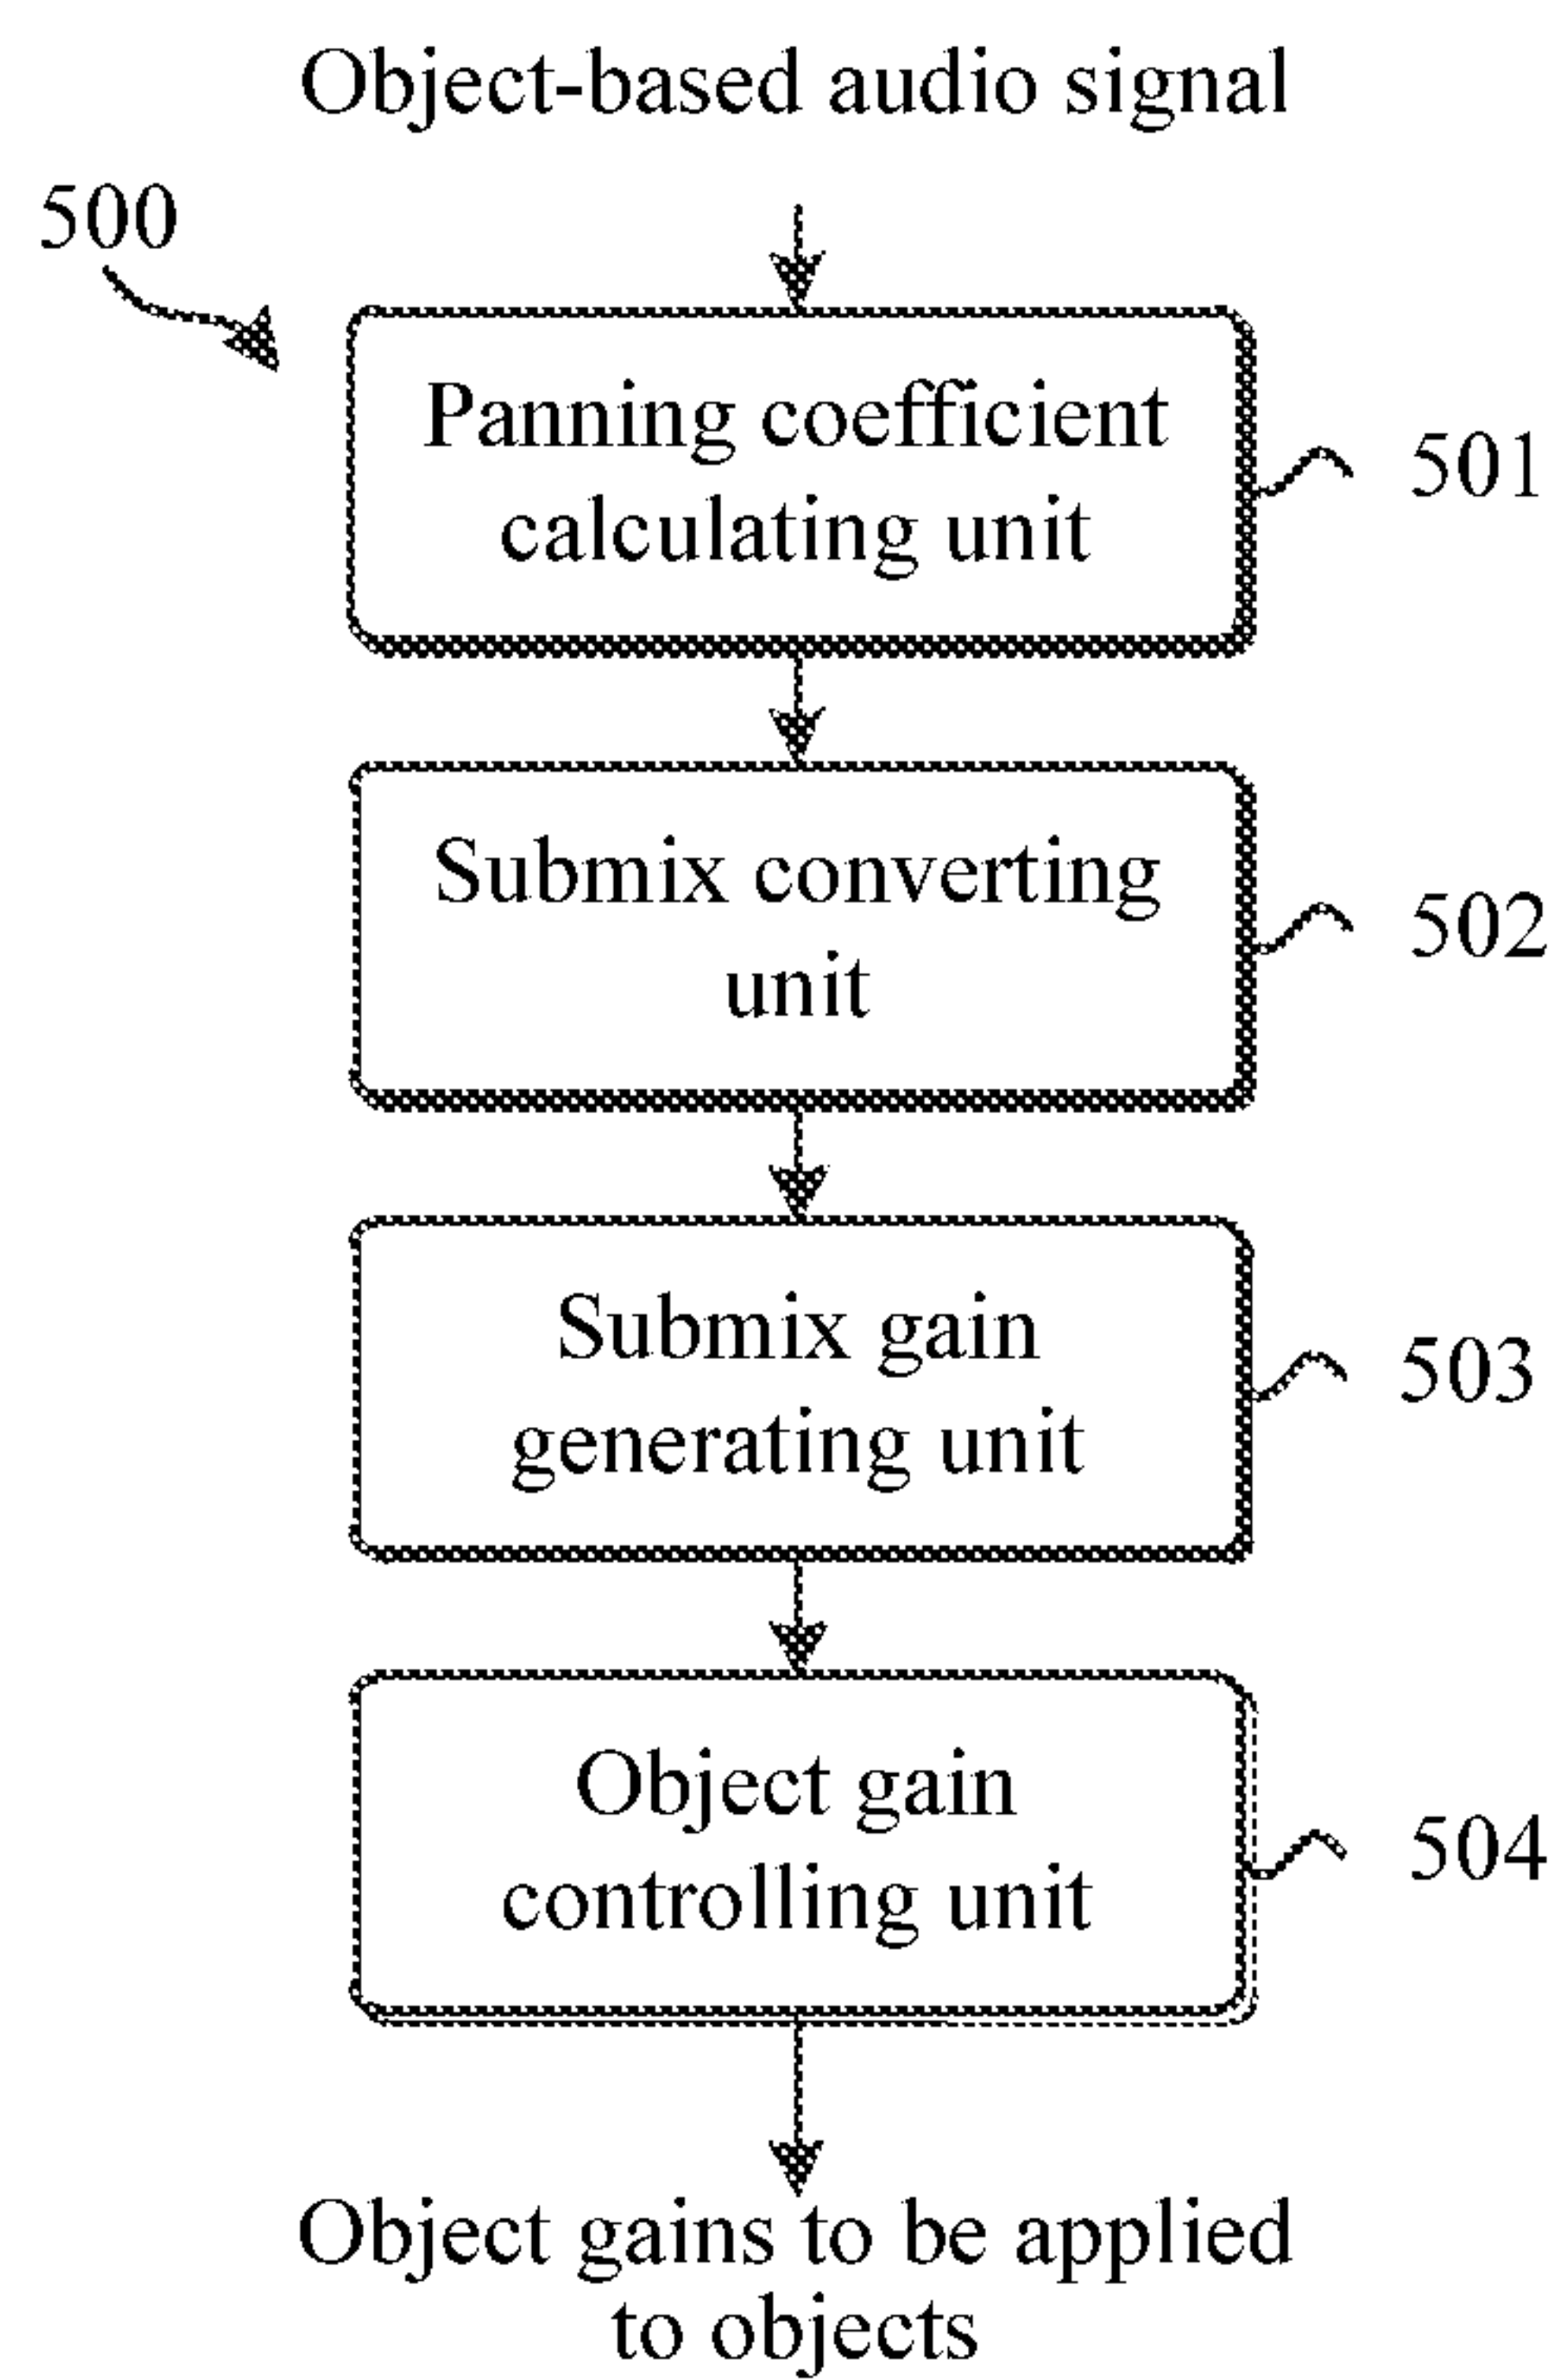 Object-based audio signal
500
Panning coefficient
calculating unit
501
Submix converting
unit
502
Submix gain
generating unit
503
Object gain
controlling unit
504
Object gains to be applied
to objects